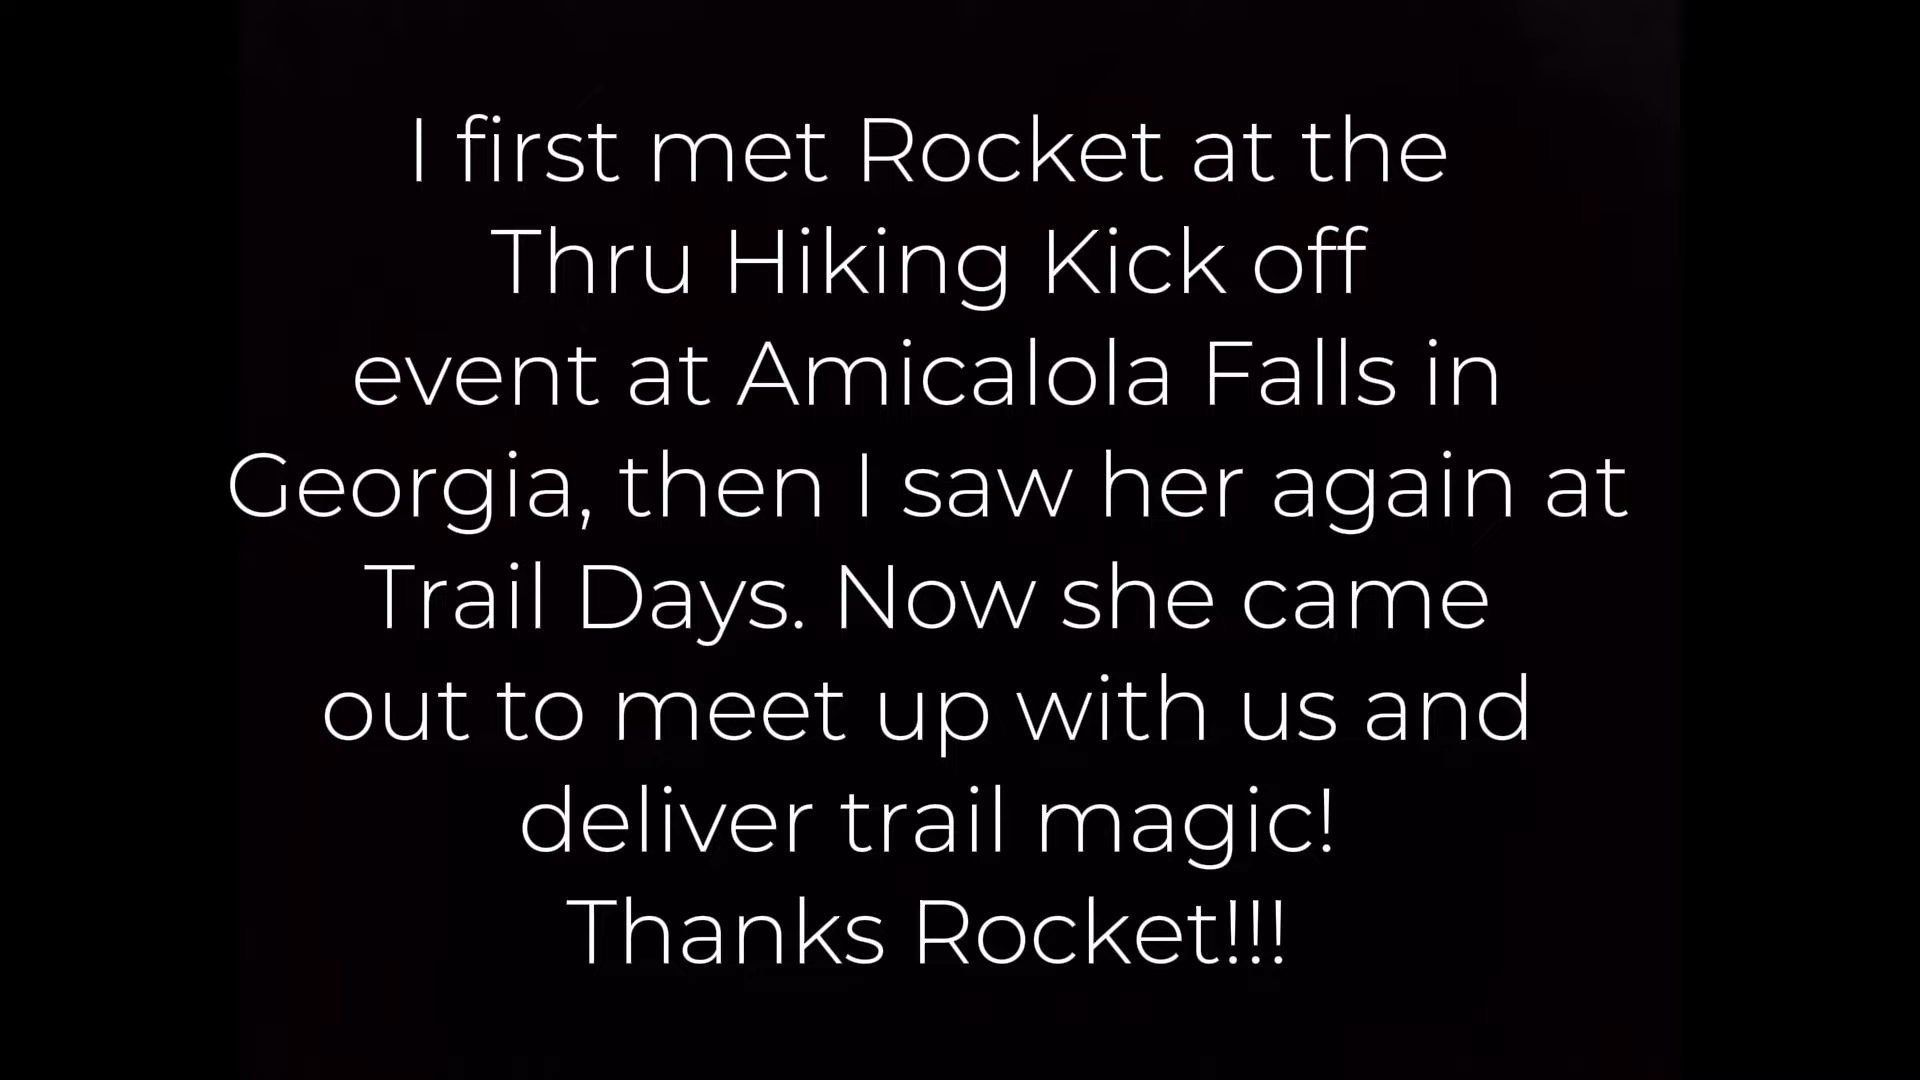 I first met Rocket at the
Thru Hiking Kick off
event at Amicalola Falls in
Georgia, then I saw her again at
Trail Days. Now she came
out to meet up with us and
deliver trail magic!
Thanks Rocket!!!